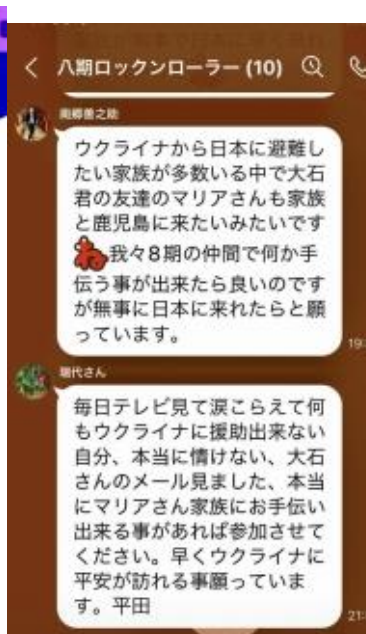 八期ロックンローラー (10)
ウクライナから日本に避難し
たい家族が多数いる中で大石
君の友達のマリアさんも家族
と鹿児島に来たいみたいです
ね我々8期の仲間で何か手
伝う事が出来たら良いのです
が無事に日本に来れたらと願
っています。
19:
瑞代さん
毎日テレビ見て涙こらえて何
もウクライナに援助出来ない
自分、本当に情けない、大石
さんのメール見ました、本当
にマリアさん家族にお手伝い
出来る事があれば参加させて
ください。早くウクライナに
平安が訪れる事願っていま
す。平田
21: